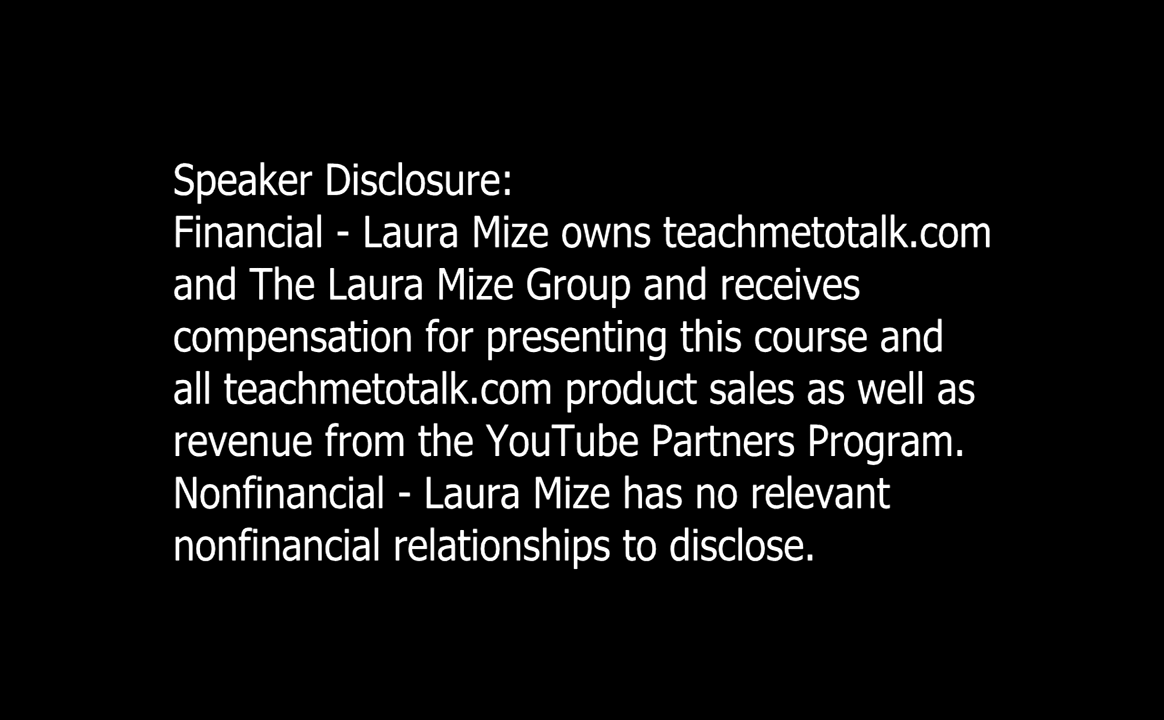 Speaker Disclosure:
Financial - Laura Mize owns teachmetotalk.com
and The Laura Mize Group and receives
compensation for presenting this course and
all teachmetotalk.com product sales as well as
revenue from the YouTube Partners Program.
Nonfinancial - Laura Mize has no relevant
nonfinancial relationships to disclose.